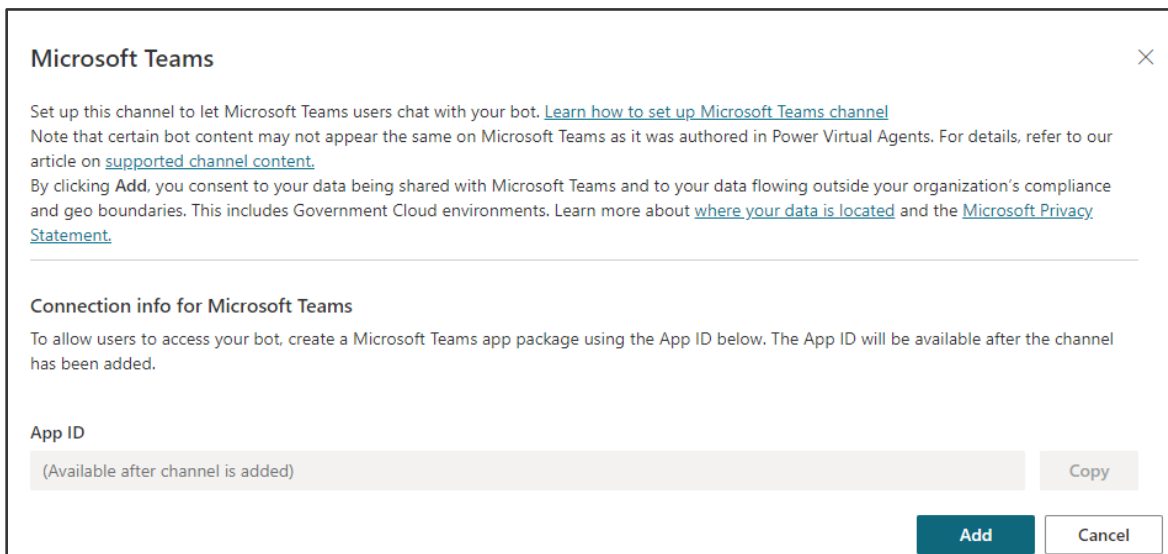 Microsoft Teams
Set up this channel to let Microsoft Teams users chat with your bot. Learn how to set up Microsoft Teams channel
Note that certain bot content may not appear the same on Microsoft Teams as it was authored in Power Virtual Agents. For details, refer to our
article on supported channel content.
By clicking Add, you consent to your data being shared with Microsoft Teams and to your data flowing outside your organization's compliance
and geo boundaries. This includes Government Cloud environments. Learn more about where your data is located and the Microsoft Privacy
Statement.
Connection info for Microsoft Teams
To allow users to access your bot, create a Microsoft Teams app package using the App ID below. The App ID will be available after the channel
has been added.
App ID
(Available after channel is added)
Copy
Add
Cancel